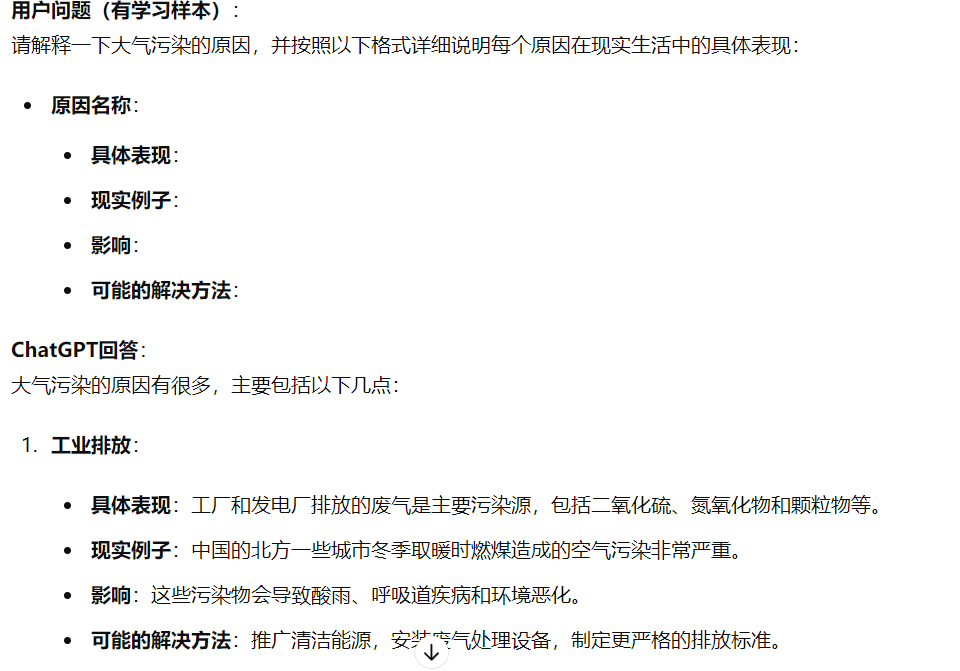 用户问题（有学习样本）：
请解释一下大气污染的原因，并按照以下格式详细说明每个原因在现实生活中的具体表现：
• 原因名称：
• 具体表现：
• 现实例子：
• 影响：
• 可能的解决方法：
ChatGPT回答：
大气污染的原因有很多，主要包括以下几点：
1. 工业排放：
• 具体表现：工厂和发电厂排放的废气是主要污染源，包括二氧化硫、氮氧化物和颗粒物等。
• 现实例子：中国的北方一些城市冬季取暖时燃煤造成的空气污染非常严重。
• 影响：这些污染物会导致酸雨、呼吸道疾病和环境恶化。
• 可能的解决方法：推广清洁能源，安装废气处理设备，制定更严格的排放标准。